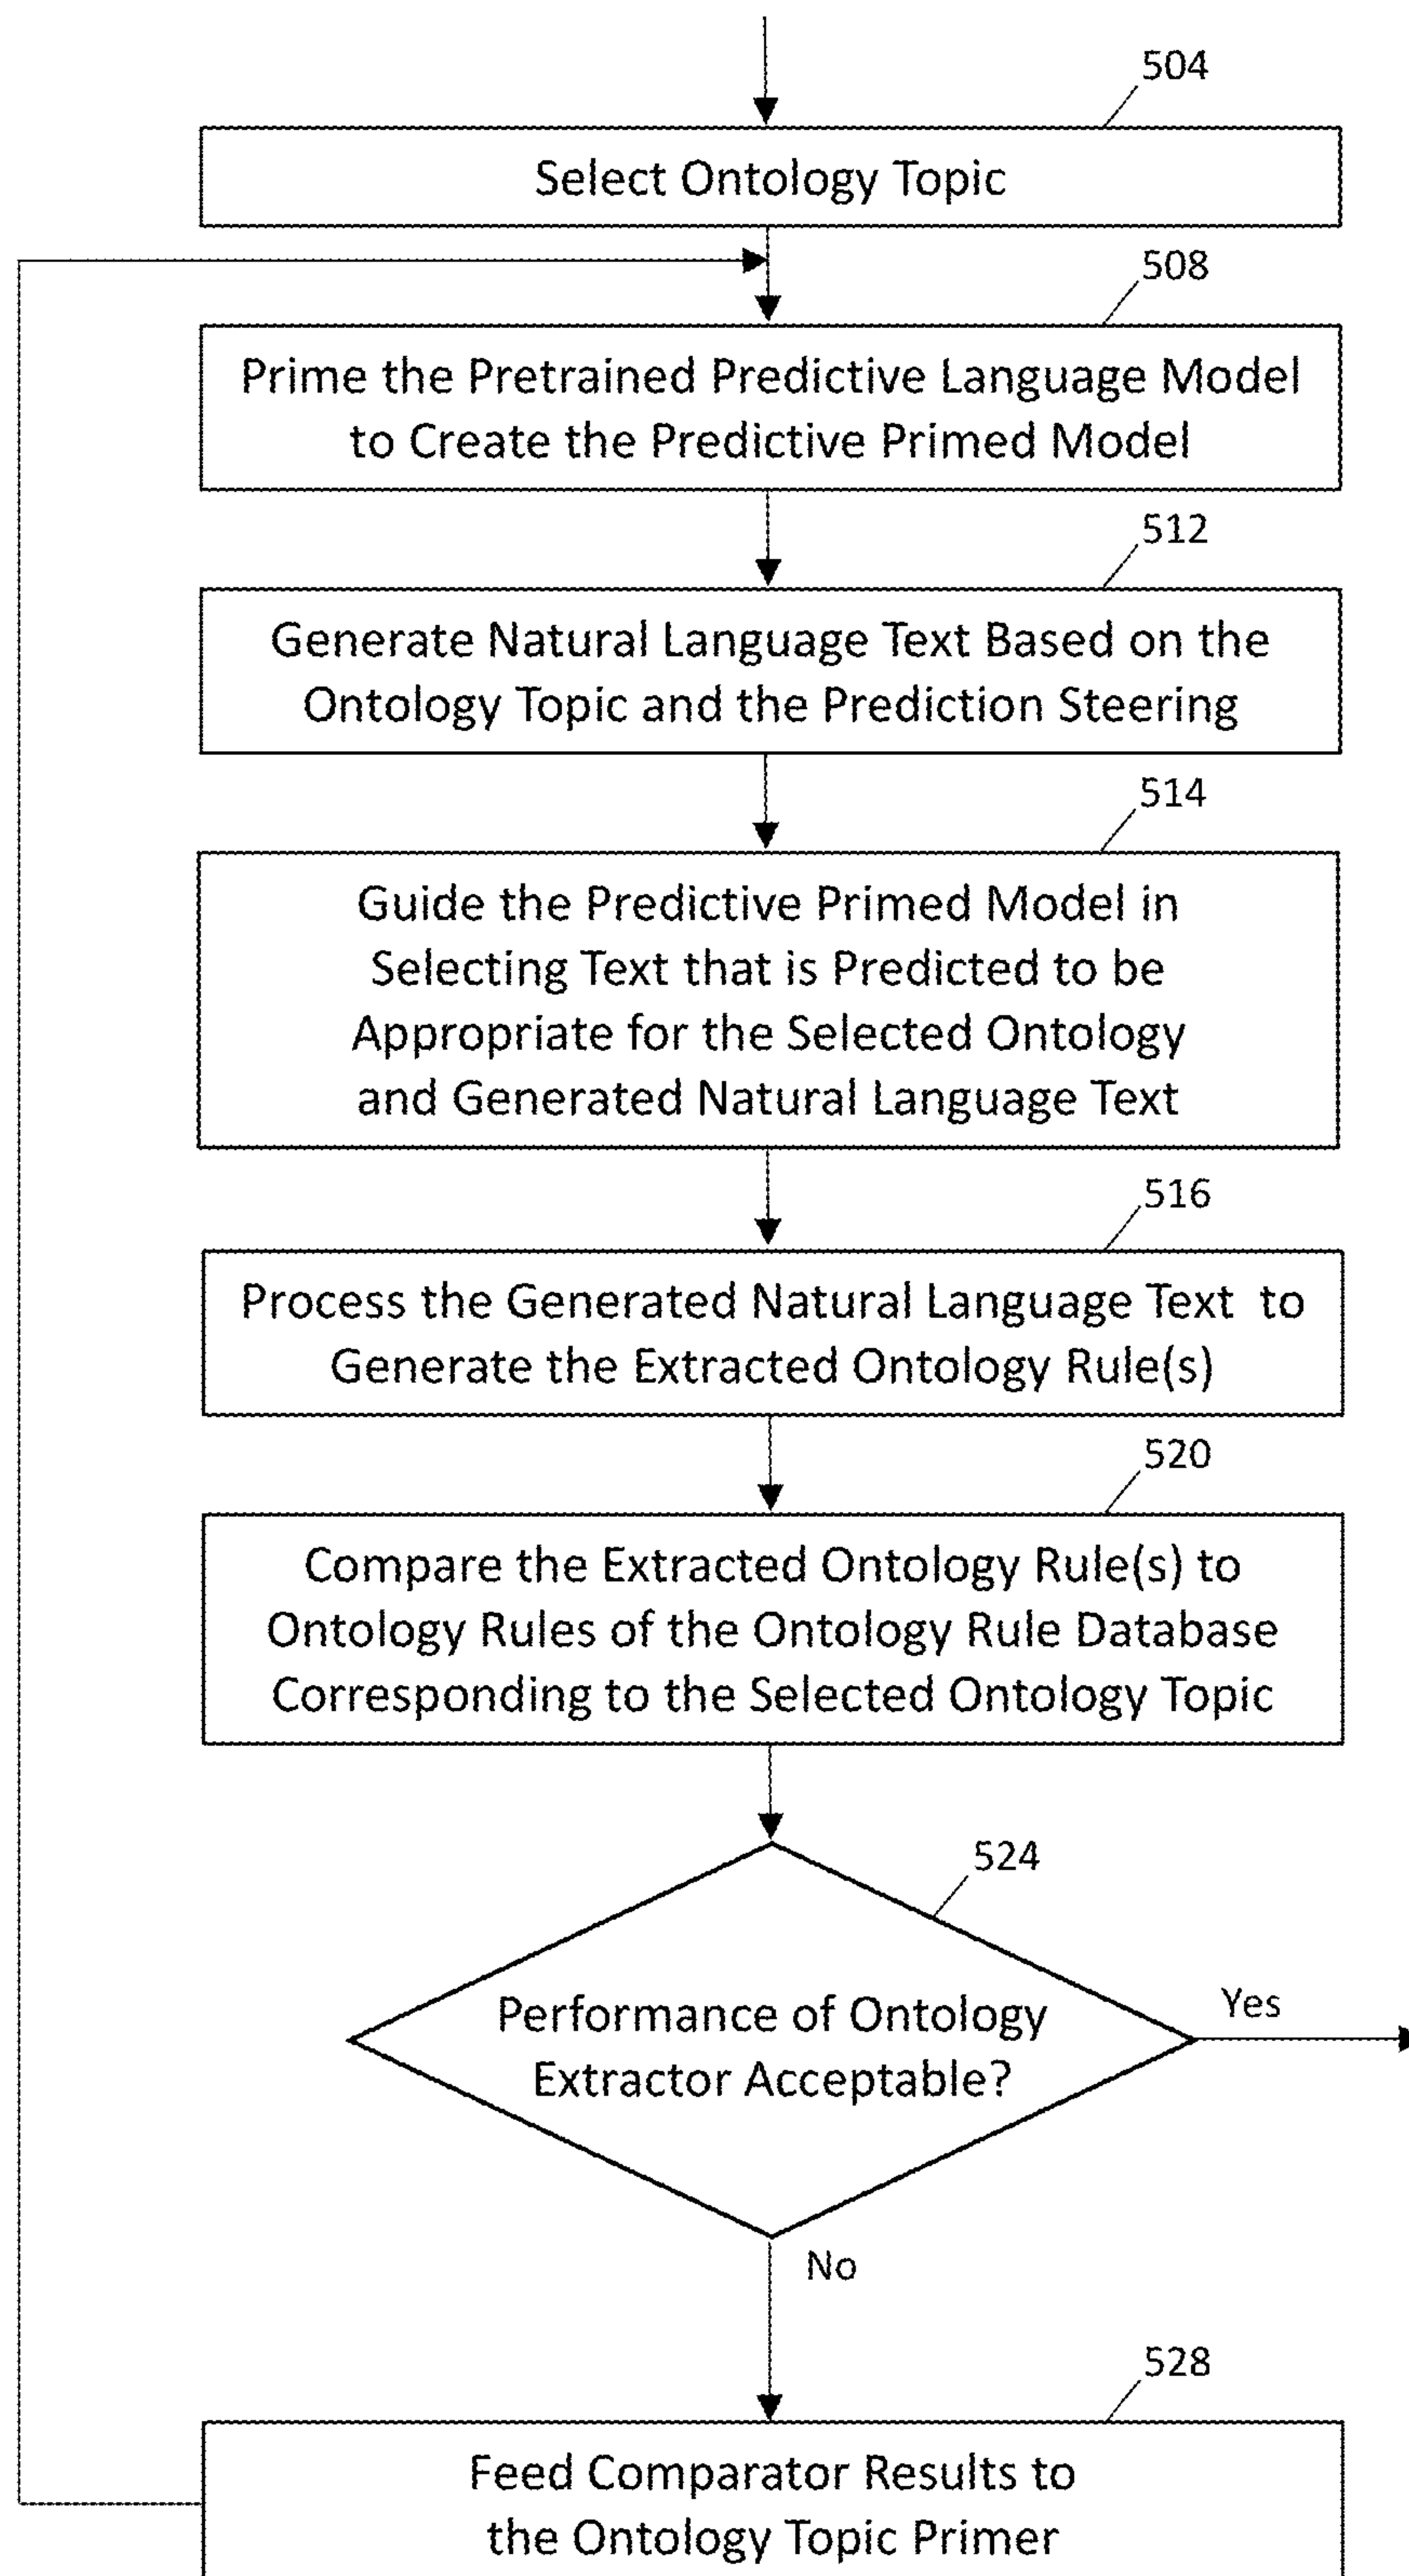 504
Select Ontology Topic
508
Prime the Pretrained Predictive Language Model
to Create the Predictive Primed Model
512
Generate Natural Language Text Based on the
Ontology Topic and the Prediction Steering
514
Guide the Predictive Primed Model in
Selecting Text that is Predicted to be
Appropriate for the Selected Ontology
and Generated Natural Language Text
516
Process the Generated Natural Language Text  to
Generate the Extracted Ontology Rule(s)
520
Compare the Extracted Ontology Rule(s) to
Ontology Rules of the Ontology Rule Database
Corresponding to the Selected Ontology Topic
524
Performance of Ontology
Extractor Acceptable?
Yes
No
528
Feed Comparator Results to
the Ontology Topic Primer